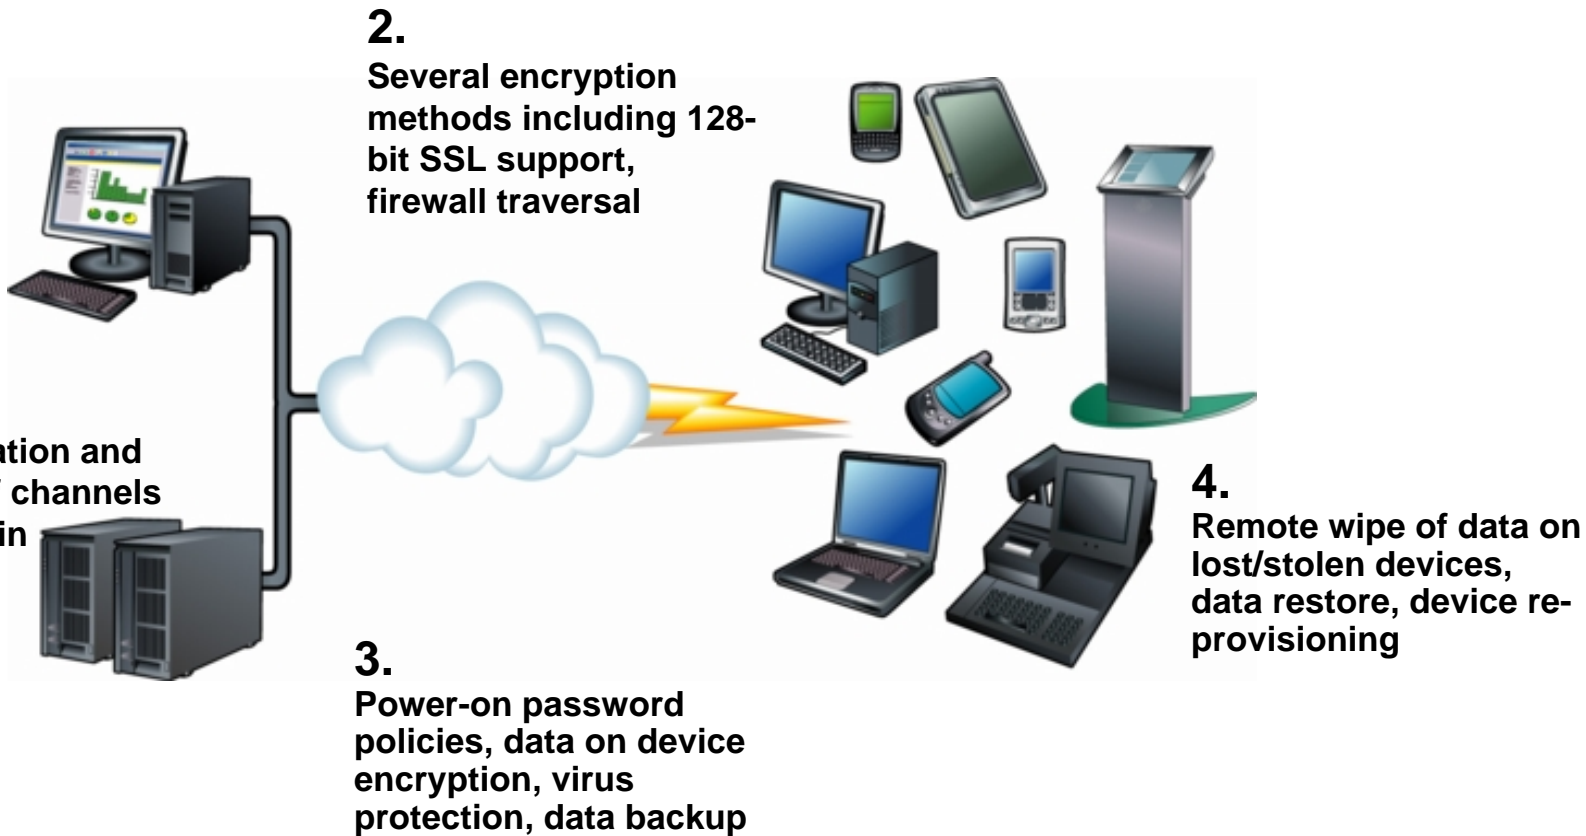 2.
Several encryption
methods including 128-
bit SSL support,
firewall traversal
and
channels
in
3.
Power-on password
policies, data on device
encryption, virus
protection, data backup
4.
Remote wipe of data on
lost/stolen devices,
data restore, device re-
provisioning